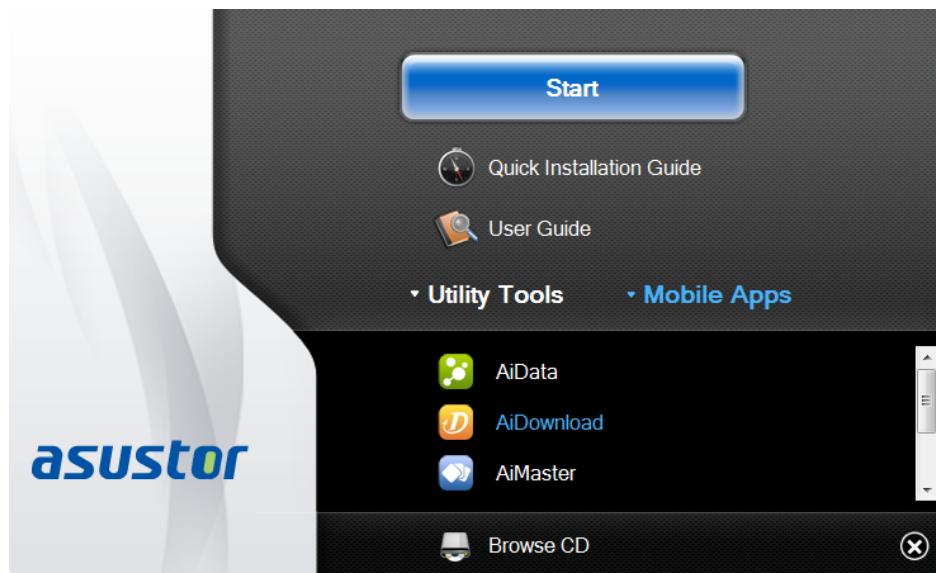 Start
Quick Installation Guide
User Guide
Utility Tools
Mobile Apps
AiData
AiDownload
AiMaster
asustor
Browse CD